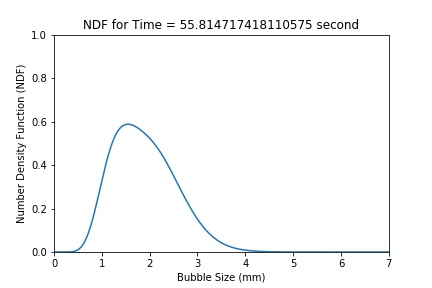 NDF for Time = 55.814717418110575 second
Number Density Function (NDF)
1.0
0.8
0.6
0.4
0.2
0.0
0 1 2 3 4 5 6 7
Bubble Size (mm)